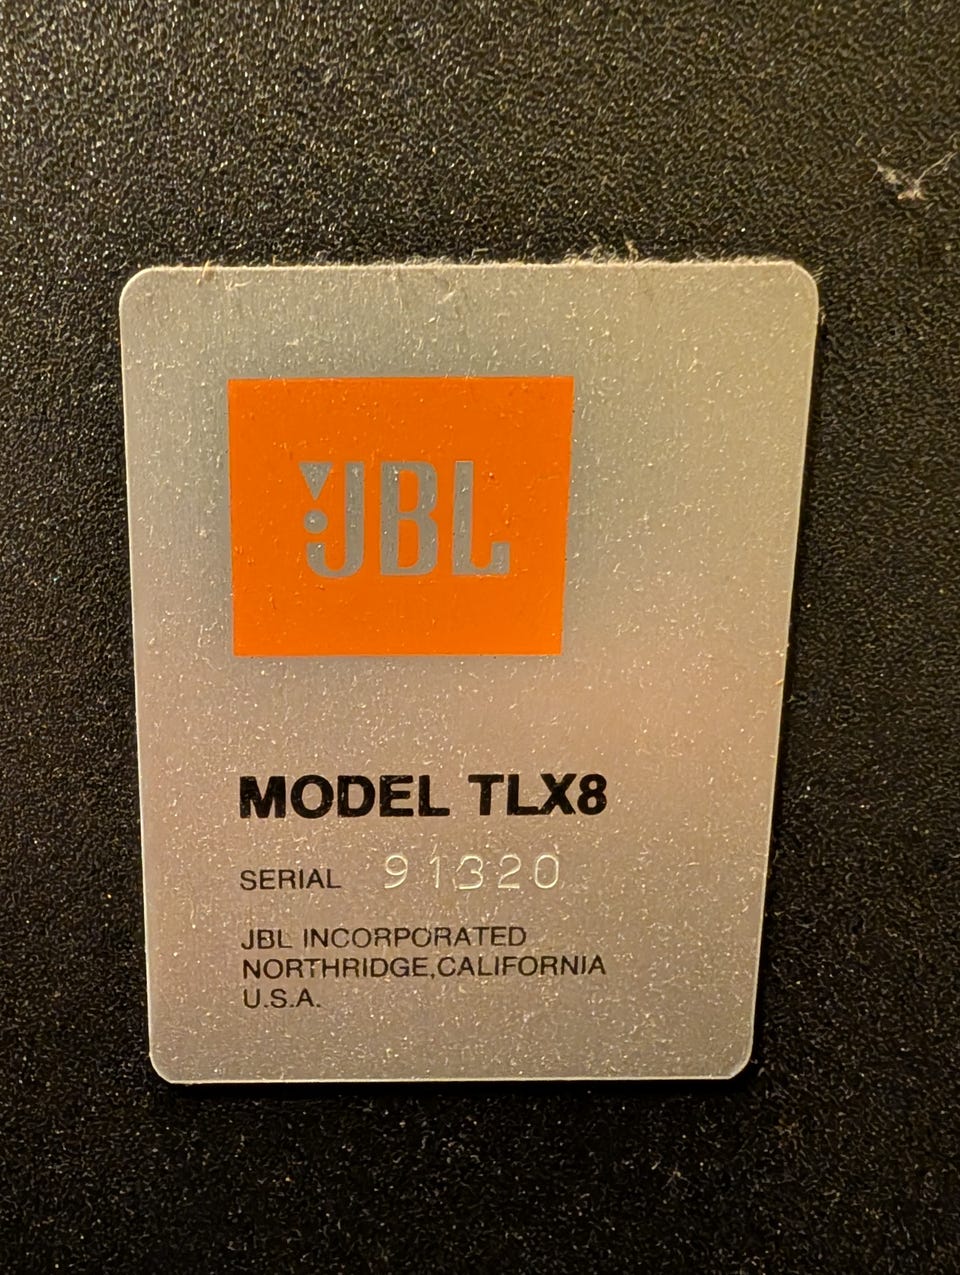 JBL
MODEL TLX8
SERIAL 91320
JBL INCORPORATED
NORTHRIDGE,CALIFORNIA
U.S.A.